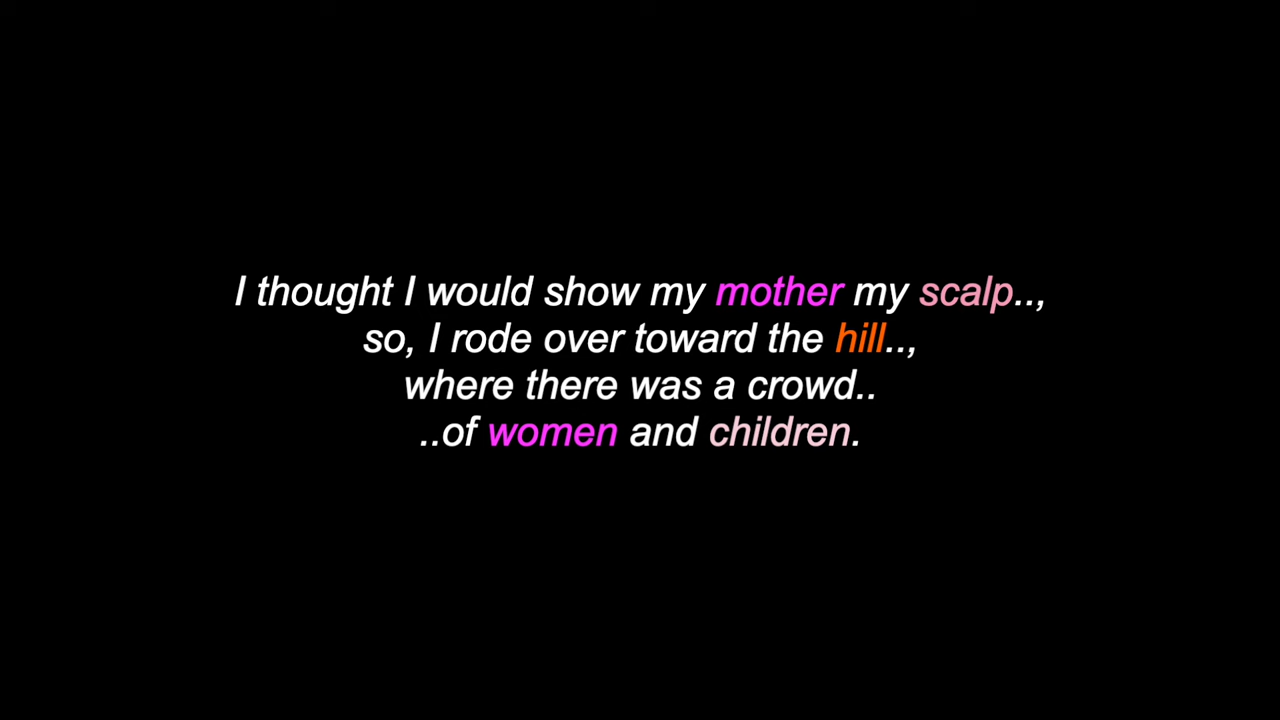 I thought I would show my mother my scalp..,
so, I rode over toward the hill..,
where there was a crowd..
..of women and children.